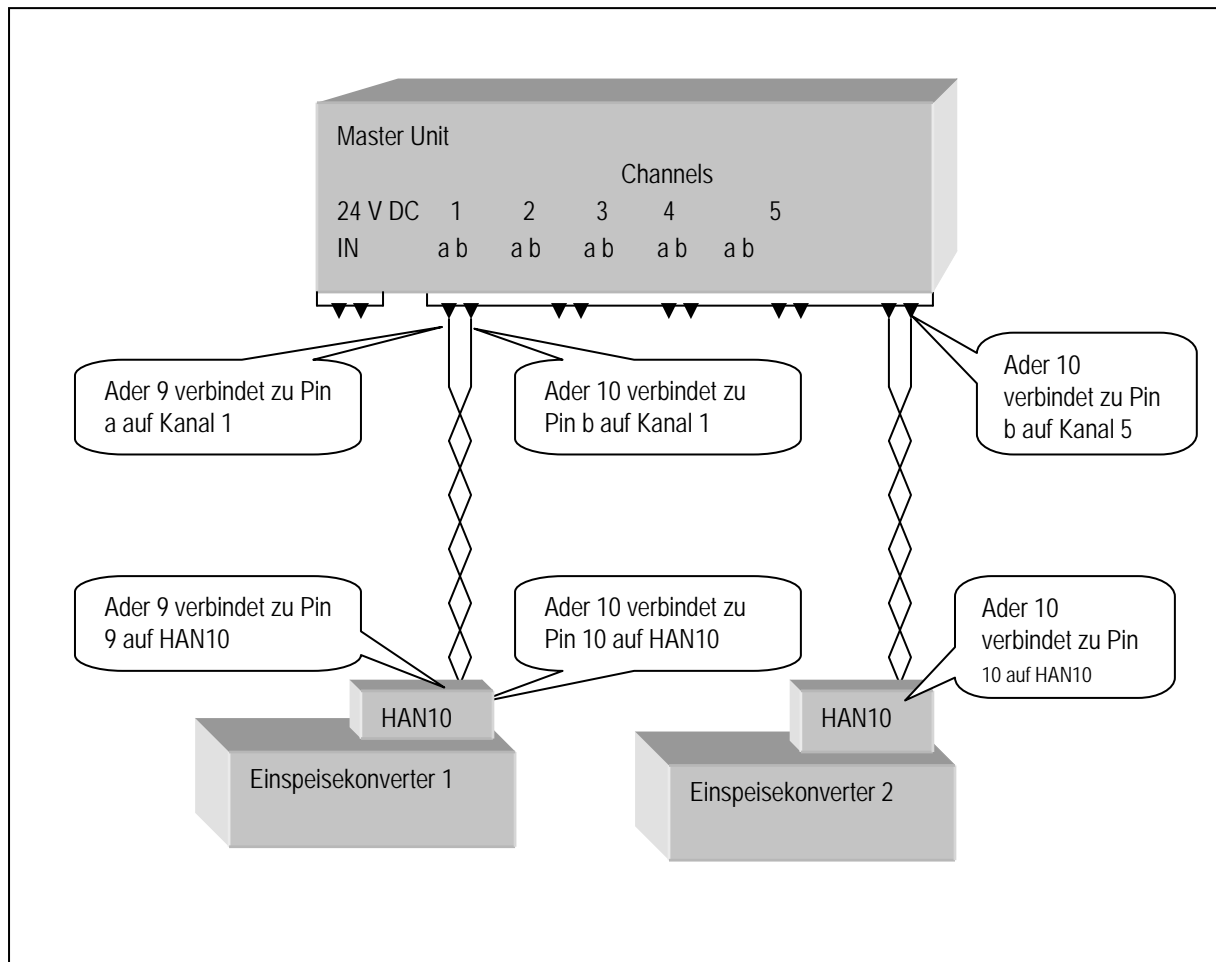 Master Unit
Channels
24 V DC 1 2 3 4 5
IN a b a b a b a b a b
Ader 9 verbindet zu Pin
a auf Kanal 1
Ader 10 verbindet zu
Pin b auf Kanal 1
Ader 10
verbindet zu Pin
b auf Kanal 5
Ader 9 verbindet zu Pin
9 auf HAN10
Ader 10 verbindet zu
Pin 10 auf HAN10
Ader 10
verbindet zu Pin
10 auf HAN10
HAN10
HAN10
Einspeisekonverter 1
Einspeisekonverter 2